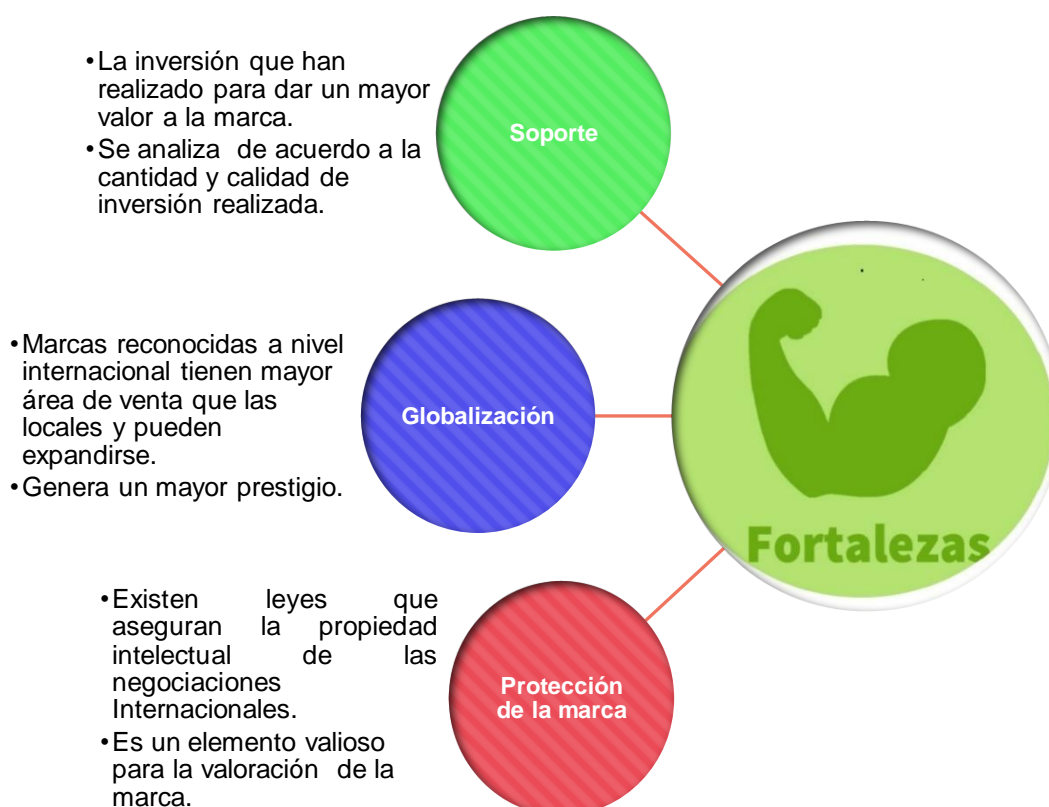 •La inversión que han
realizado para dar un mayor
valor a la marca.
•Se analiza de acuerdo a la
cantidad y calidad de
inversión realizada.
Soporte
•Marcas reconocidas a nivel
internacional tienen mayor
área de venta que las
locales y pueden
expandirse.
•Genera un mayor prestigio.
Globalización
Fortalezas
•Existen leyes que
aseguran la propiedad
intelectual de las
negociaciones
Internacionales.
•Es un elemento valioso
para la valoración de la
marca.
Protección
de la marca